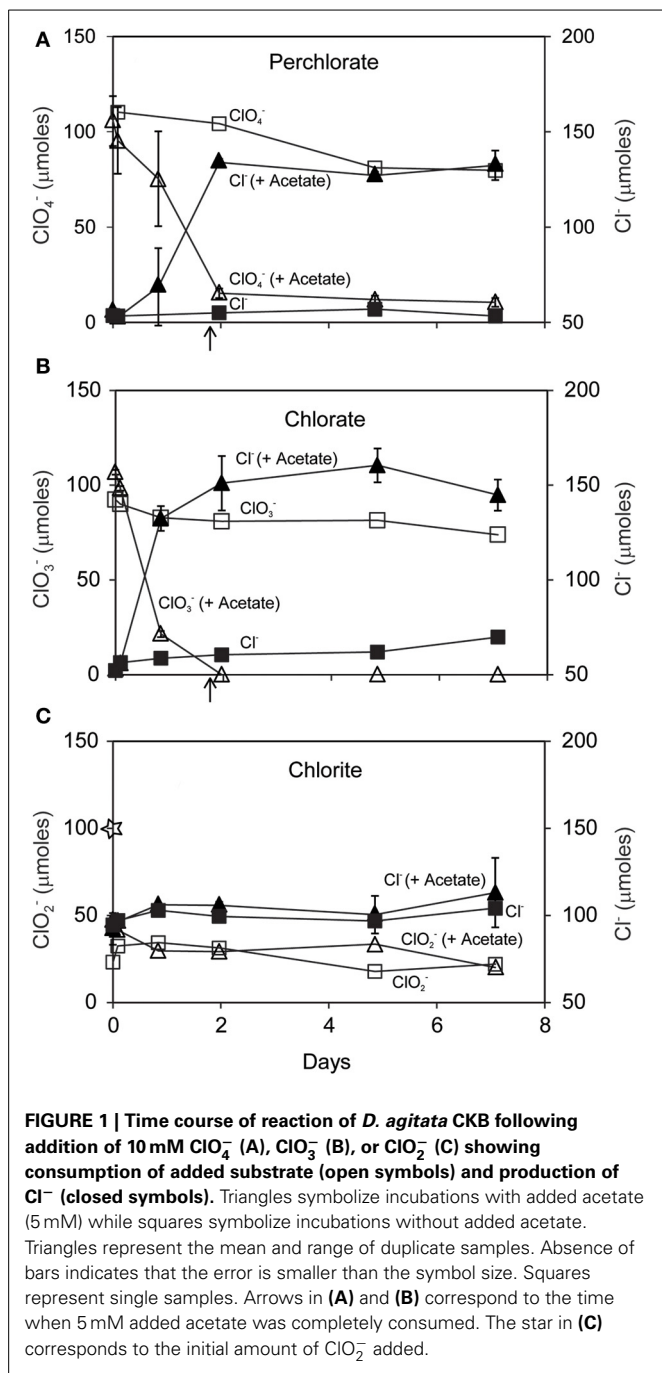 A
Perchlorate
150
100
50
0
ClO₄⁻ (μmoles)
200
150
100
50
Cl⁻ (μmoles)
ClO₄⁻
Cl⁻ (+ Acetate)
ClO₄⁻ (+ Acetate)
Cl⁻
B
Chlorate
150
100
50
0
ClO₃⁻ (μmoles)
200
150
100
50
Cl⁻ (μmoles)
Cl⁻ (+ Acetate)
ClO₃⁻
ClO₃⁻ (+ Acetate)
Cl⁻
C
Chlorite
150
100
50
0
ClO₂⁻ (μmoles)
200
150
100
50
Cl⁻ (μmoles)
Cl⁻ (+ Acetate)
Cl⁻
ClO₂⁻ (+ Acetate)
ClO₂⁻
0 2 4 6 8
Days
FIGURE 1 | Time course of reaction of D. agitata CKB following
addition of 10 mM ClO₄⁻ (A), ClO₃⁻ (B), or ClO₂⁻ (C) showing
consumption of added substrate (open symbols) and production of
Cl⁻ (closed symbols). Triangles symbolize incubations with added acetate
(5 mM) while squares symbolize incubations without added acetate.
Triangles represent the mean and range of duplicate samples. Absence of
bars indicates that the error is smaller than the symbol size. Squares
represent single samples. Arrows in (A) and (B) correspond to the time
when 5 mM added acetate was completely consumed. The star in (C)
corresponds to the initial amount of ClO₂⁻ added.